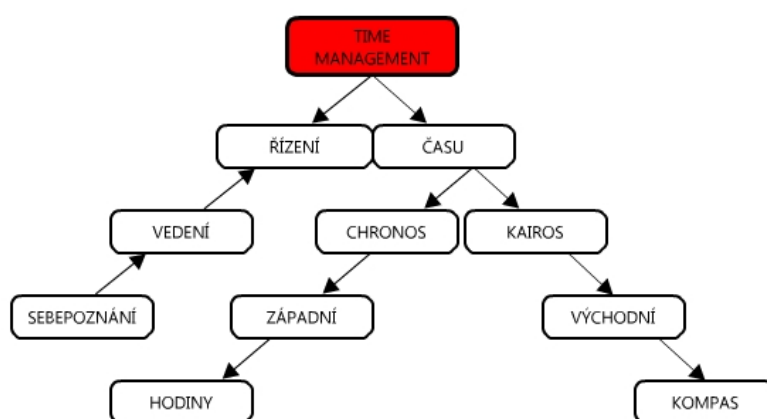 TIME
MANAGEMENT
ŘÍZENÍ
ČASU
VEDENÍ
CHRONOS
KAIROS
SEBEPOZNÁNÍ
ZÁPADNÍ
VÝCHODNÍ
HODINY
KOMPAS